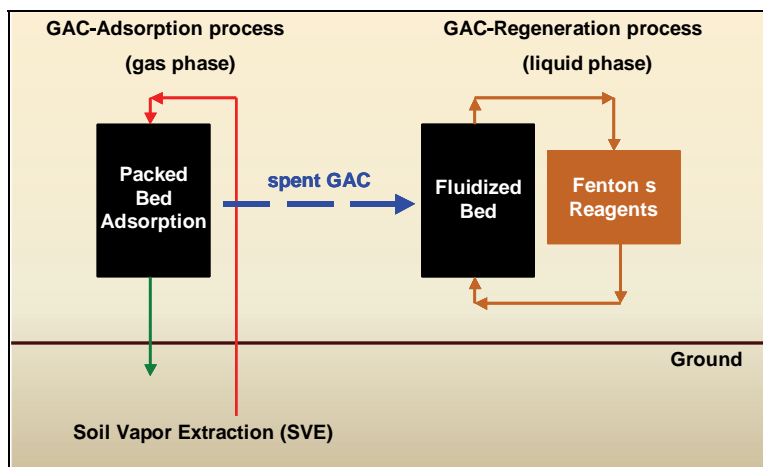 GAC-Adsorption process
(gas phase)
GAC-Regeneration process
(liquid phase)
Packed
Bed
Adsorption
spent GAC
Fluidized
Bed
Fenton s
Reagents
Ground
Soil Vapor Extraction (SVE)